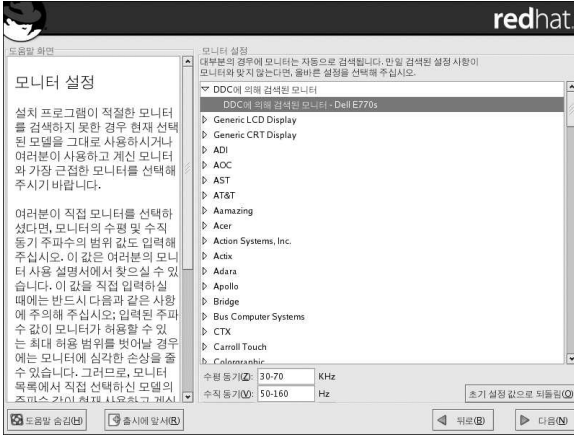 redhat.
도움말 화면
모니터 설정
설치 프로그램이 적절한 모니터
를 검색하지 못한 경우 현재 선택
된 모델을 그대로 사용하시거나
여러분이 사용하고 계신 모니터
와 가장 근접한 모니터를 선택해
주시기 바랍니다.
여러분이 직접 모니터를 선택하
셨다면, 모니터의 수평 및 수직
동기 주파수의 범위 값도 입력해
주십시오. 이 값은 여러분의 모니
터 사용 설명서에서 찾으실 수 있
습니다. 이 값을 직접 입력하실
때에는 반드시 다음과 같은 사항
에 주의해 주십시오; 입력된 주파
수 값이 모니터가 허용할 수 있
는 최대 허용 범위를 벗어날 경우
에는 모니터에 심각한 손상을 줄
수 있습니다. 그러므로, 모니터
목록에서 직접 선택하신 모델의
주파수 값이 현재 사용하고 계신
모니터 설정
대부분의 경우에 모니터는 자동으로 검색됩니다. 만일 검색된 설정 사항이
모니터와 맞지 않는다면, 올바른 설정을 선택해 주십시오.
DDC에 의해 검색된 모니터
DDC에 의해 검색된 모니터 - Dell E770s
Generic LCD Display
Generic CRT Display
ADI
AOC
AST
AT&T
Aamazing
Acer
Action Systems, Inc.
Actix
Adara
Apollo
Bridge
Bus Computer Systems
CTX
Carroll Touch
Colorgraphic
수평 동기(Z): 30-70 KHz
수직 동기(V): 50-160 Hz
초기 설정 값으로 되돌림(O)
도움말 숨김(H)
출시에 앞서(R)
뒤로(B)
다음(N)